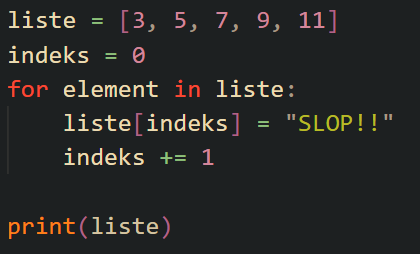 liste = [3, 5, 7, 9, 11]
indeks = 0
for element in liste:
    liste[indeks] = "SLOP!!"
    indeks += 1

print(liste)